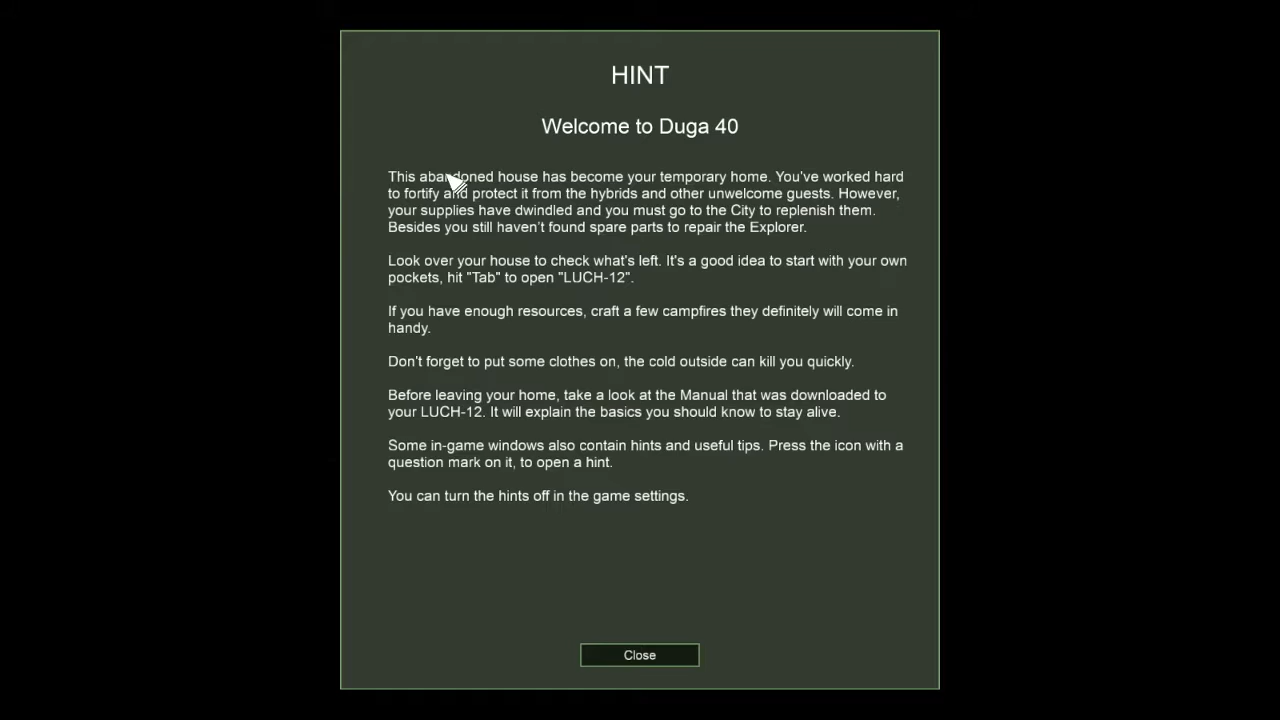 HINT
Welcome to Duga 40
This abandoned house has become your temporary home. You've worked hard
to fortify and protect it from the hybrids and other unwelcome guests. However,
your supplies have dwindled and you must go to the City to replenish them.
Besides you still haven't found spare parts to repair the Explorer.
Look over your house to check what's left. It's a good idea to start with your own
pockets, hit "Tab" to open "LUCH-12".
If you have enough resources, craft a few campfires they definitely will come in
handy.
Don't forget to put some clothes on, the cold outside can kill you quickly.
Before leaving your home, take a look at the Manual that was downloaded to
your LUCH-12. It will explain the basics you should know to stay alive.
Some in-game windows also contain hints and useful tips. Press the icon with a
question mark on it, to open a hint.
You can turn the hints off in the game settings.
Close